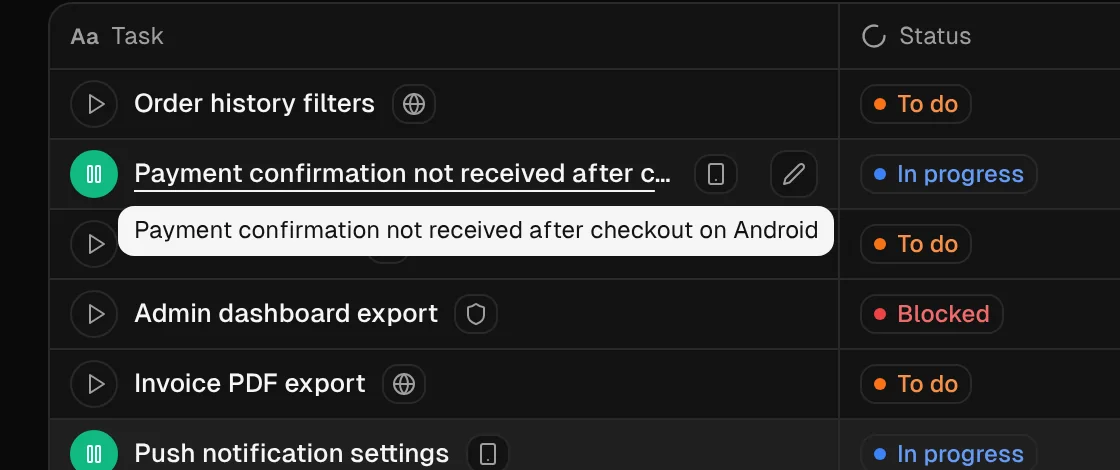 Aa Task
Status
Order history filters
To do
Payment confirmation not received after c...
In progress
Payment confirmation not received after checkout on Android
To do
Admin dashboard export
Blocked
Invoice PDF export
To do
Push notification settings
In progress